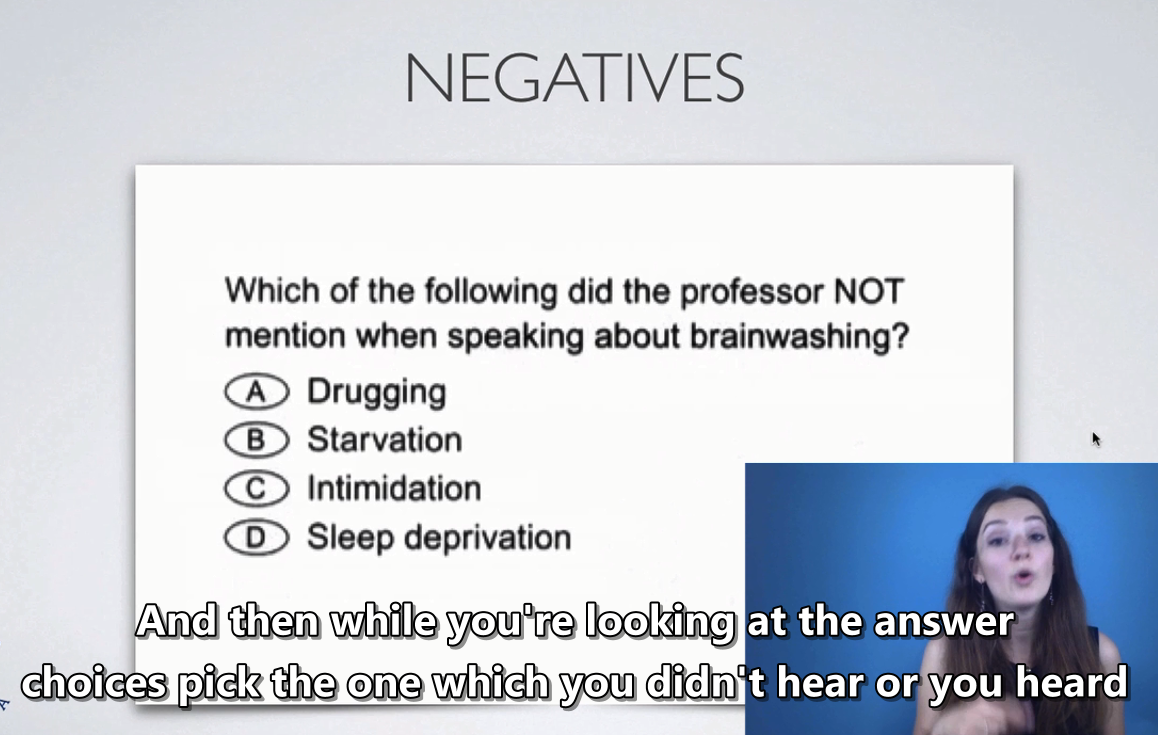 NEGATIVES
Which of the following did the professor NOT
mention when speaking about brainwashing?
A Drugging
B Starvation
C Intimidation
D Sleep deprivation
And then while you're looking at the answer
choices pick the one which you didn't hear or you heard